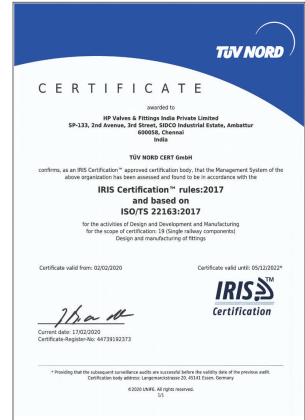 TÜV NORD
CERTIFICATE
awarded to
HP Valves & Fittings India Private Limited
SP-133, 2nd Avenue, 3rd Street, SIDCO Industrial Estate, Ambattur
600058, Chennai
India
TÜV NORD CERT GmbH
confirms, as an IRIS Certification™ approved certification body, that the Management System of the
above organization has been assessed and found to be in accordance with the
IRIS Certification™ rules:2017
and based on
ISO/TS 22163:2017
for the activities of Design and Development and Manufacturing
for the scope of certification: 19 (Single railway components)
Design and manufacturing of fittings
Certificate valid from: 02/02/2020
Certificate valid until: 05/12/2022*
IRIS™
Certification
Current date: 17/02/2020
Certificate-Register-No: 44739192373
* Providing that the subsequent surveillance audits are successful before the validity date of the previous audit.
Certification body address: Langemarckstrasse 20, 45141 Essen, Germany
©2020 UNIFE. All rights reserved.
1/1